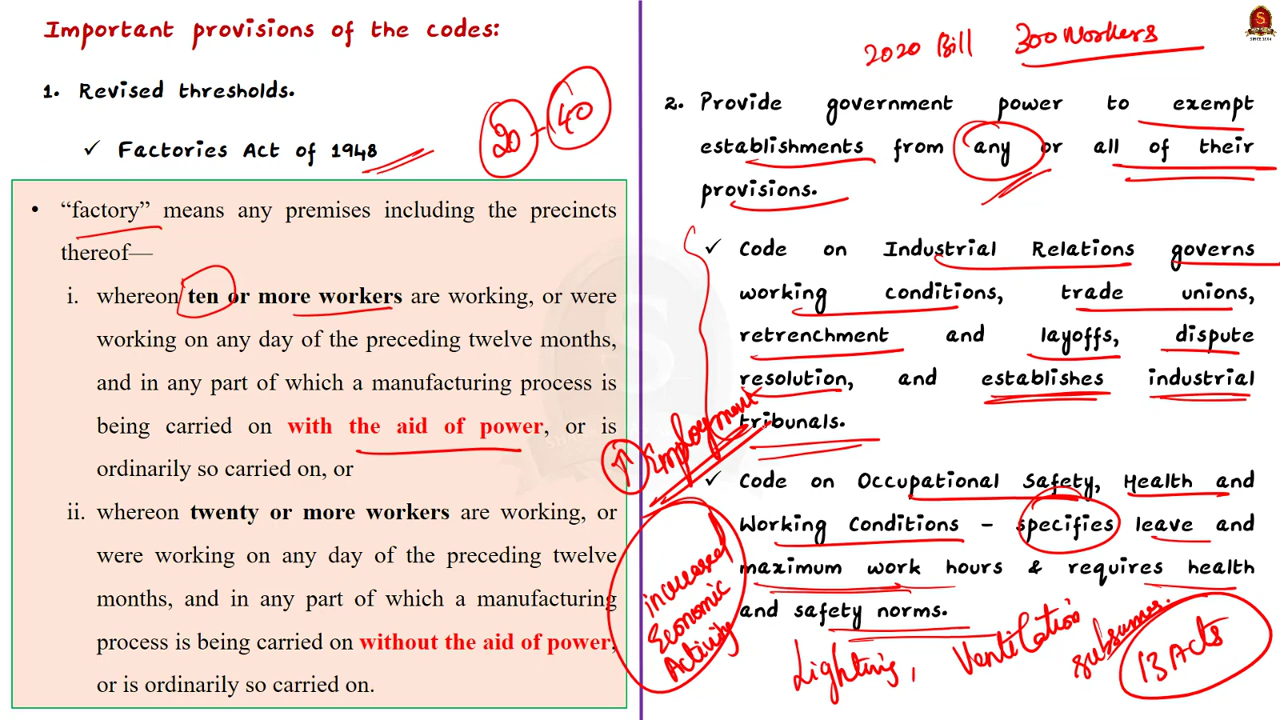 Important provisions of the codes:
1. Revised thresholds.
✓ Factories Act of 1948
20 - 40
• “factory” means any premises including the precincts
thereof—
i. whereon ten or more workers are working, or were
working on any day of the preceding twelve months,
and in any part of which a manufacturing process is
being carried on with the aid of power, or is
ordinarily so carried on, or
ii. whereon twenty or more workers are working, or
were working on any day of the preceding twelve
months, and in any part of which a manufacturing
process is being carried on without the aid of power,
or is ordinarily so carried on.
2020 Bill 300 workers
2. Provide government power to exempt
establishments from any or all of their
provisions.
✓ Code on Industrial Relations governs
working conditions, trade unions,
retrenchment and layoffs, dispute
resolution, and establishes industrial
tribunals.
↑ Employment
✓ Code on Occupational Safety, Health and
Working Conditions – specifies leave and
maximum work hours & requires health
and safety norms.
increased
Economic
Activity
Lighting, Ventilation
subsumes.
13 Acts